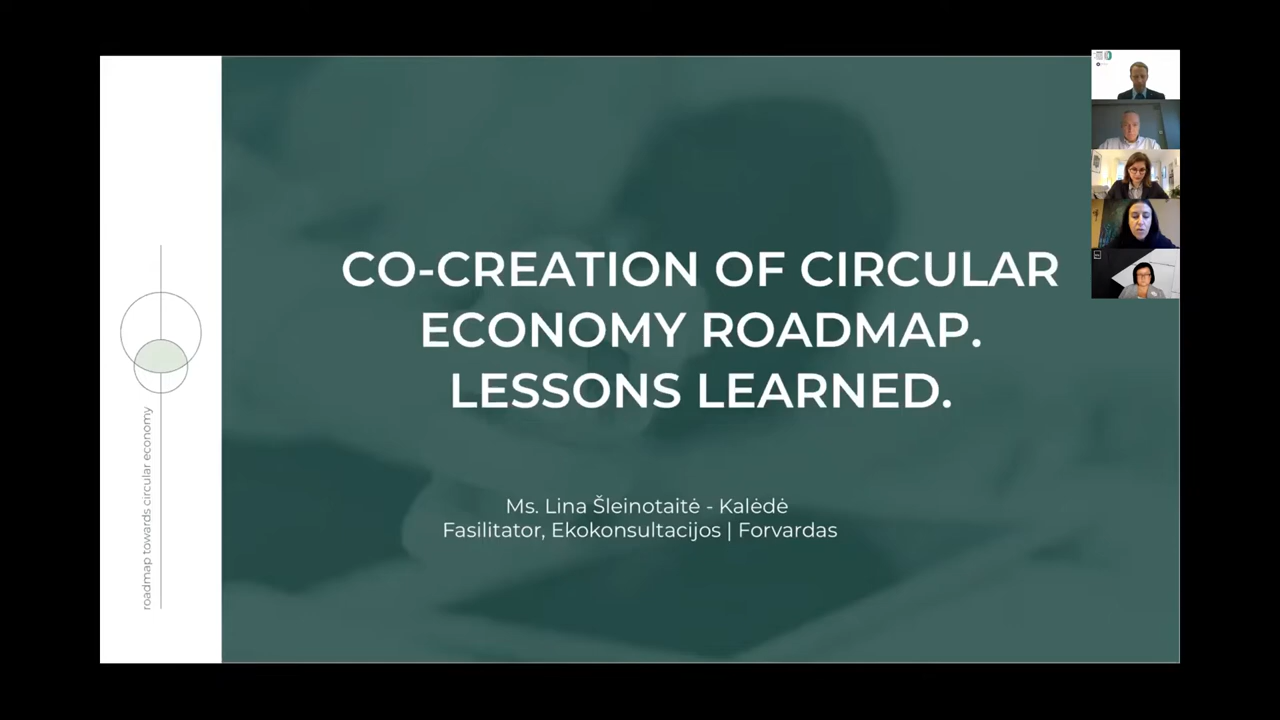 CO-CREATION OF CIRCULAR
ECONOMY ROADMAP.
LESSONS LEARNED.
Ms. Lina Šleinotaitė - Kalėdė
Fasilitator, Ekokonsultacijos | Forvardas
roadmap towards circular economy